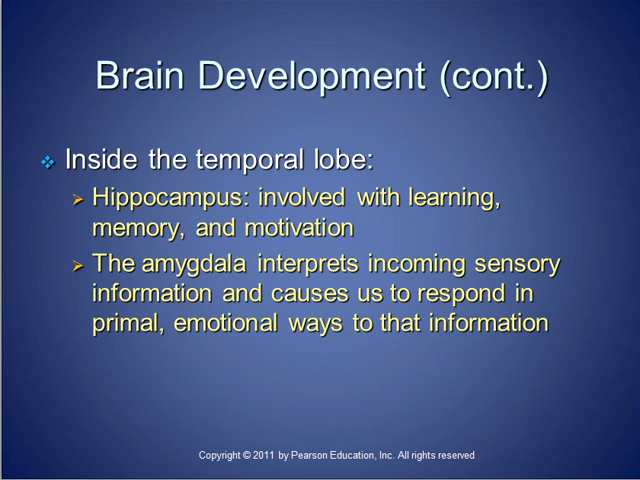 Brain Development (cont.)
Inside the temporal lobe:
Hippocampus: involved with learning,
memory, and motivation
The amygdala interprets incoming sensory
information and causes us to respond in
primal, emotional ways to that information
Copyright © 2011 by Pearson Education, Inc. All rights reserved